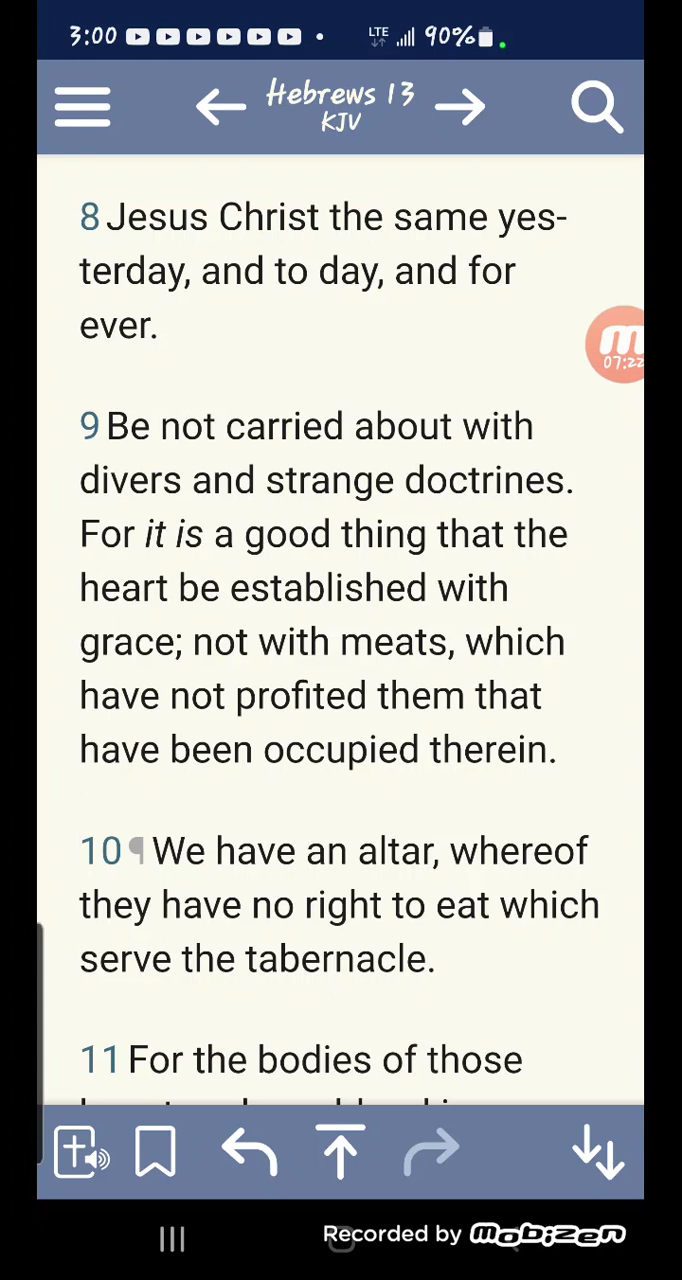 3:00 LTE 90%
Hebrews 13
KJV
8 Jesus Christ the same yes-
terday, and to day, and for
ever.
07:22
9 Be not carried about with
divers and strange doctrines.
For it is a good thing that the
heart be established with
grace; not with meats, which
have not profited them that
have been occupied therein.
10 ¶ We have an altar, whereof
they have no right to eat which
serve the tabernacle.
11 For the bodies of those
Recorded by mobizen